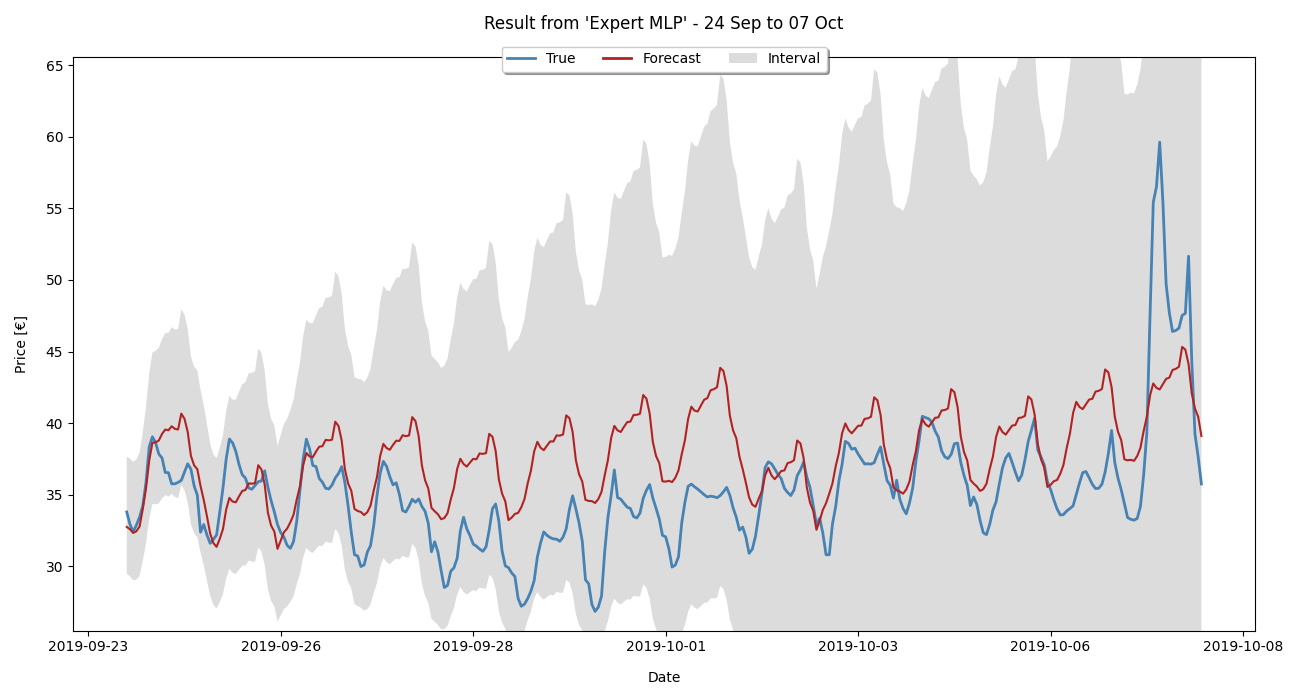 Result from 'Expert MLP' - 24 Sep to 07 Oct
True Forecast Interval
65
60
55
50
45
40
35
30
Price [€]
2019-09-23 2019-09-26 2019-09-28 2019-10-01 2019-10-03 2019-10-06 2019-10-08
Date